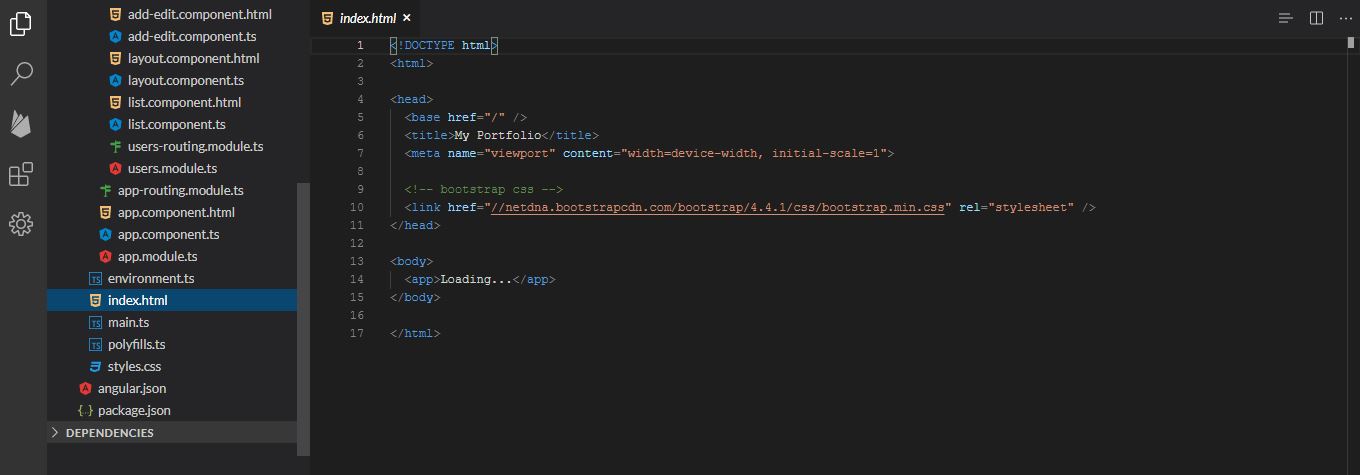 add-edit.component.html
add-edit.component.ts
layout.component.html
layout.component.ts
list.component.html
list.component.ts
users-routing.module.ts
users.module.ts
app-routing.module.ts
app.component.html
app.component.ts
app.module.ts
TS environment.ts
index.html
TS main.ts
TS polyfills.ts
styles.css
angular.json
{..} package.json
DEPENDENCIES
index.html ×
1 <!DOCTYPE html>
2 <html>
3
4 <head>
5 <base href="/" />
6 <title>My Portfolio</title>
7 <meta name="viewport" content="width=device-width, initial-scale=1">
8
9 <!-- bootstrap css -->
10 <link href="//netdna.bootstrapcdn.com/bootstrap/4.4.1/css/bootstrap.min.css" rel="stylesheet" />
11 </head>
12
13 <body>
14 <app>Loading...</app>
15 </body>
16
17 </html>